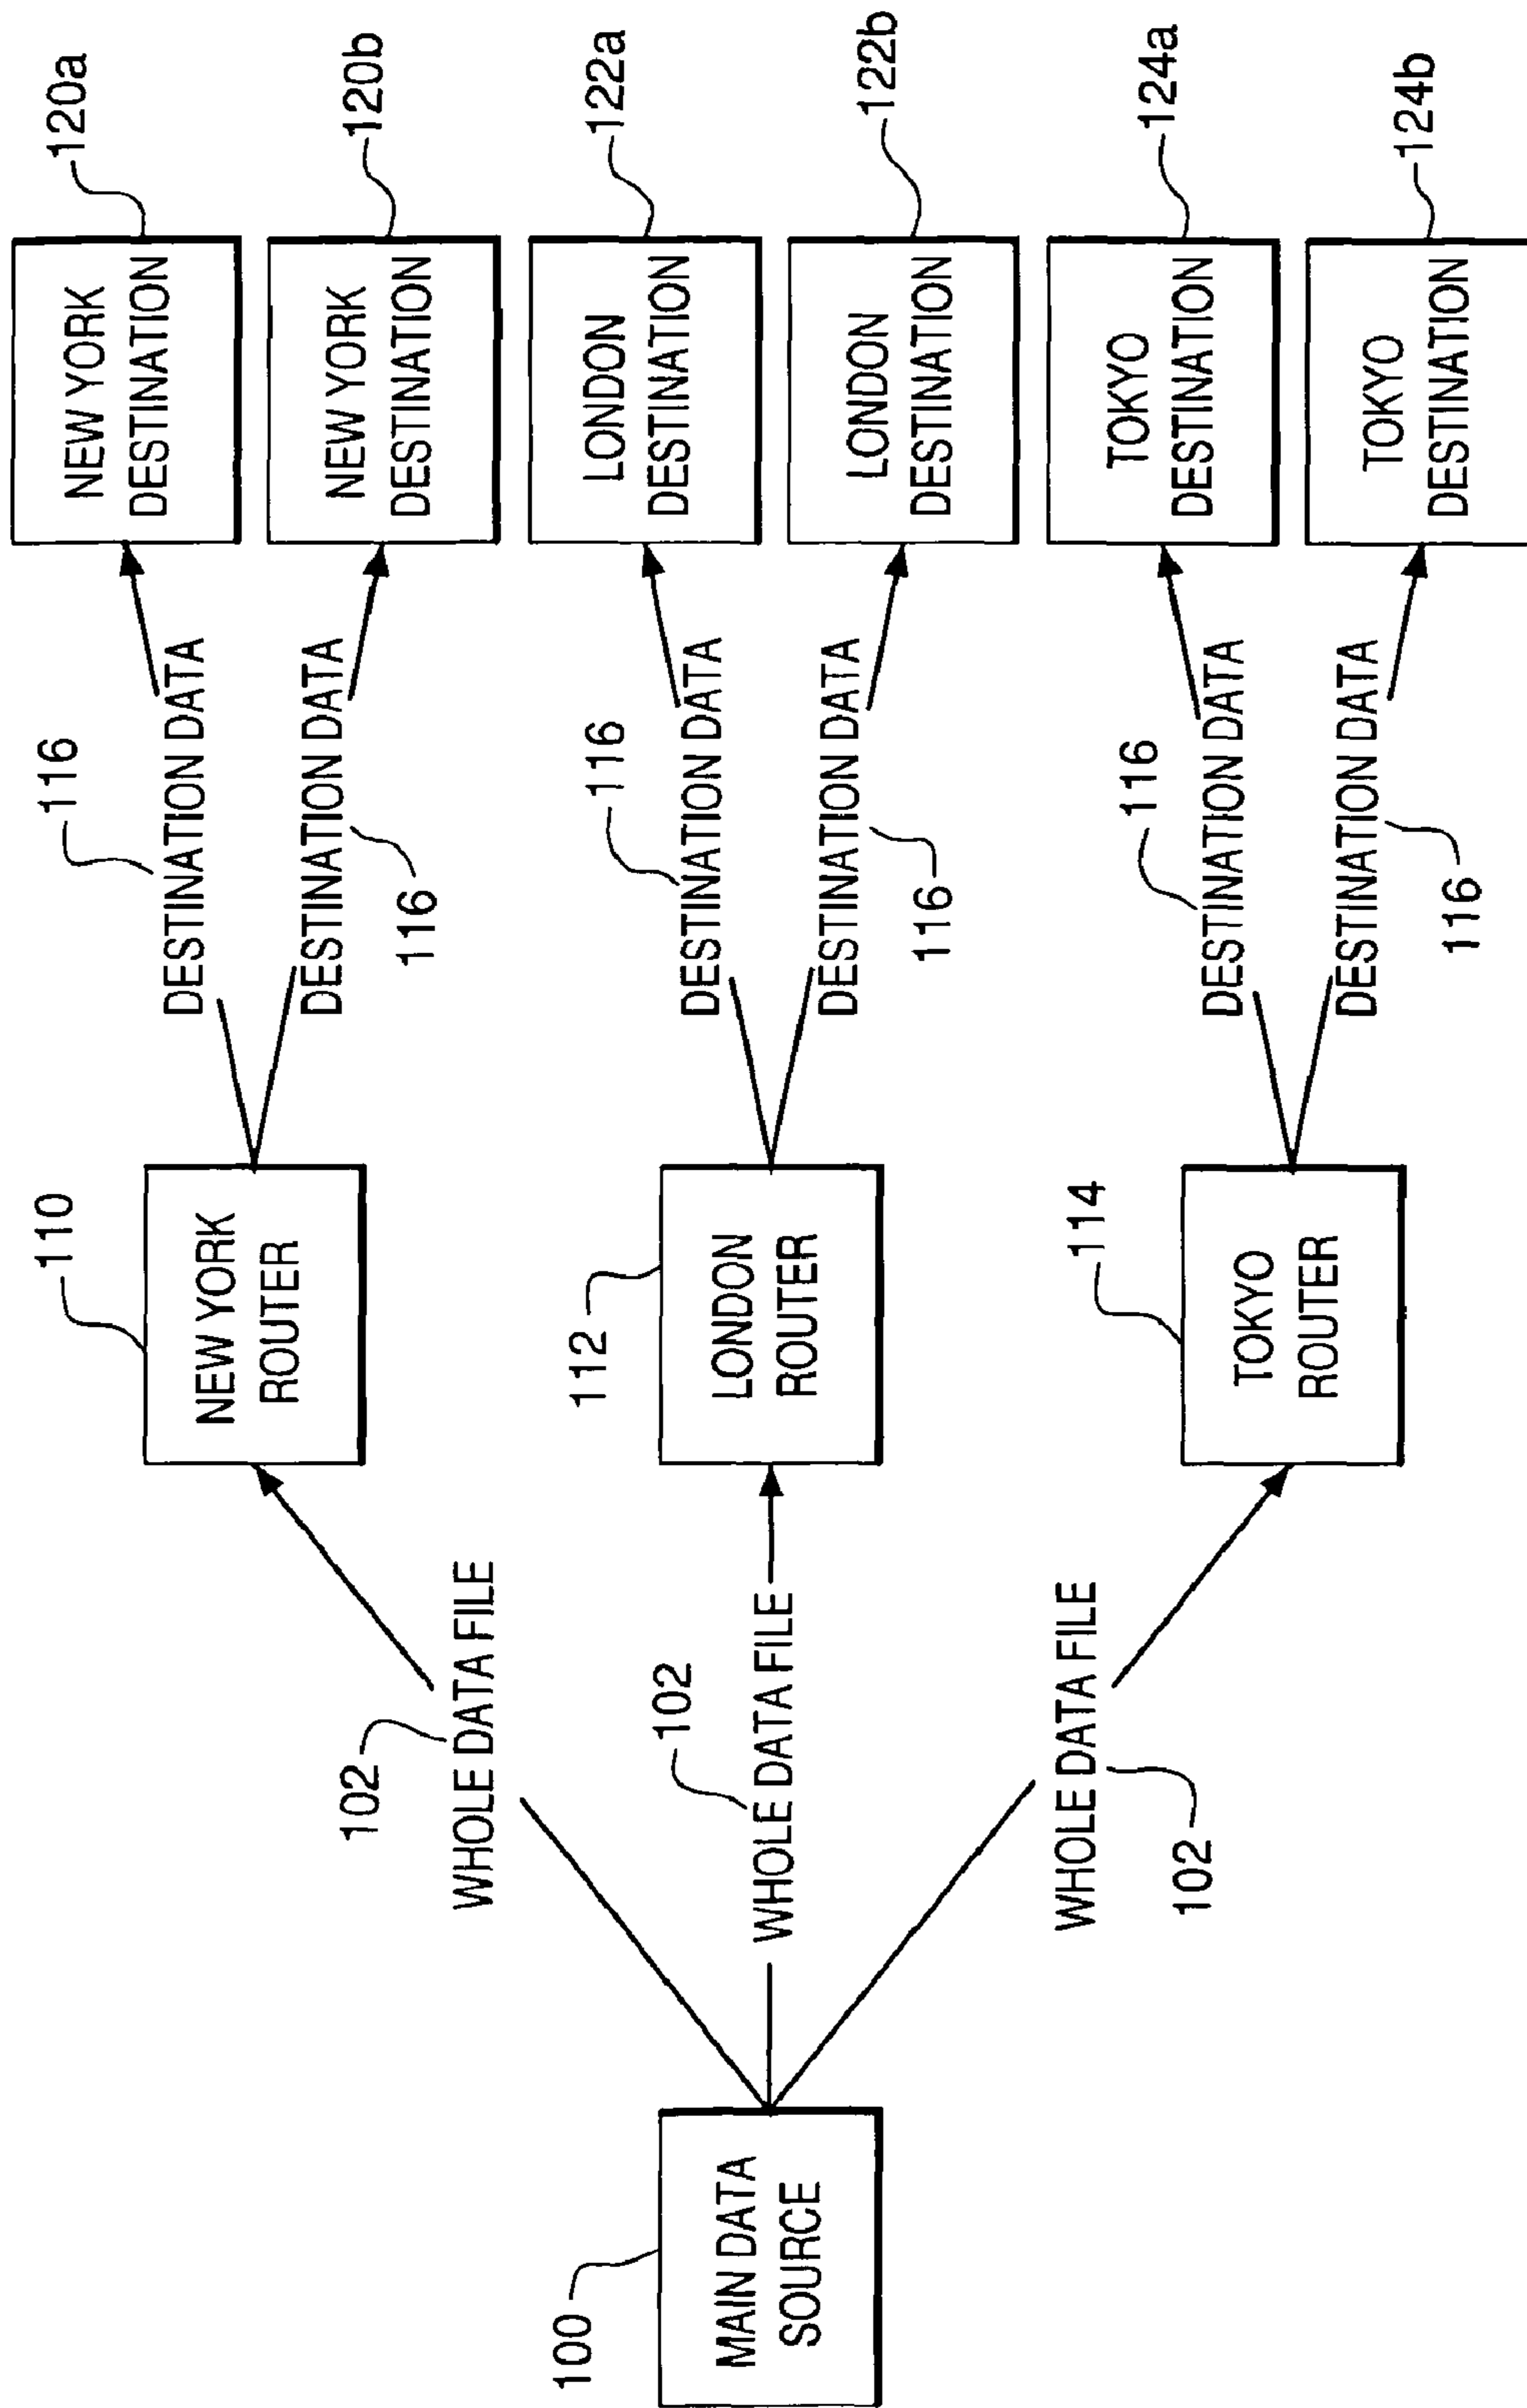 100
MAIN DATA
SOURCE
102
WHOLE DATA FILE
102
WHOLE DATA FILE
WHOLE DATA FILE
102
110
NEW YORK
ROUTER
112
LONDON
ROUTER
114
TOKYO
ROUTER
116
DESTINATION DATA
DESTINATION DATA
116
116
DESTINATION DATA
DESTINATION DATA
116
116
DESTINATION DATA
DESTINATION DATA
116
NEW YORK
DESTINATION
120a
NEW YORK
DESTINATION
120b
LONDON
DESTINATION
122a
LONDON
DESTINATION
122b
TOKYO
DESTINATION
124a
TOKYO
DESTINATION
124b